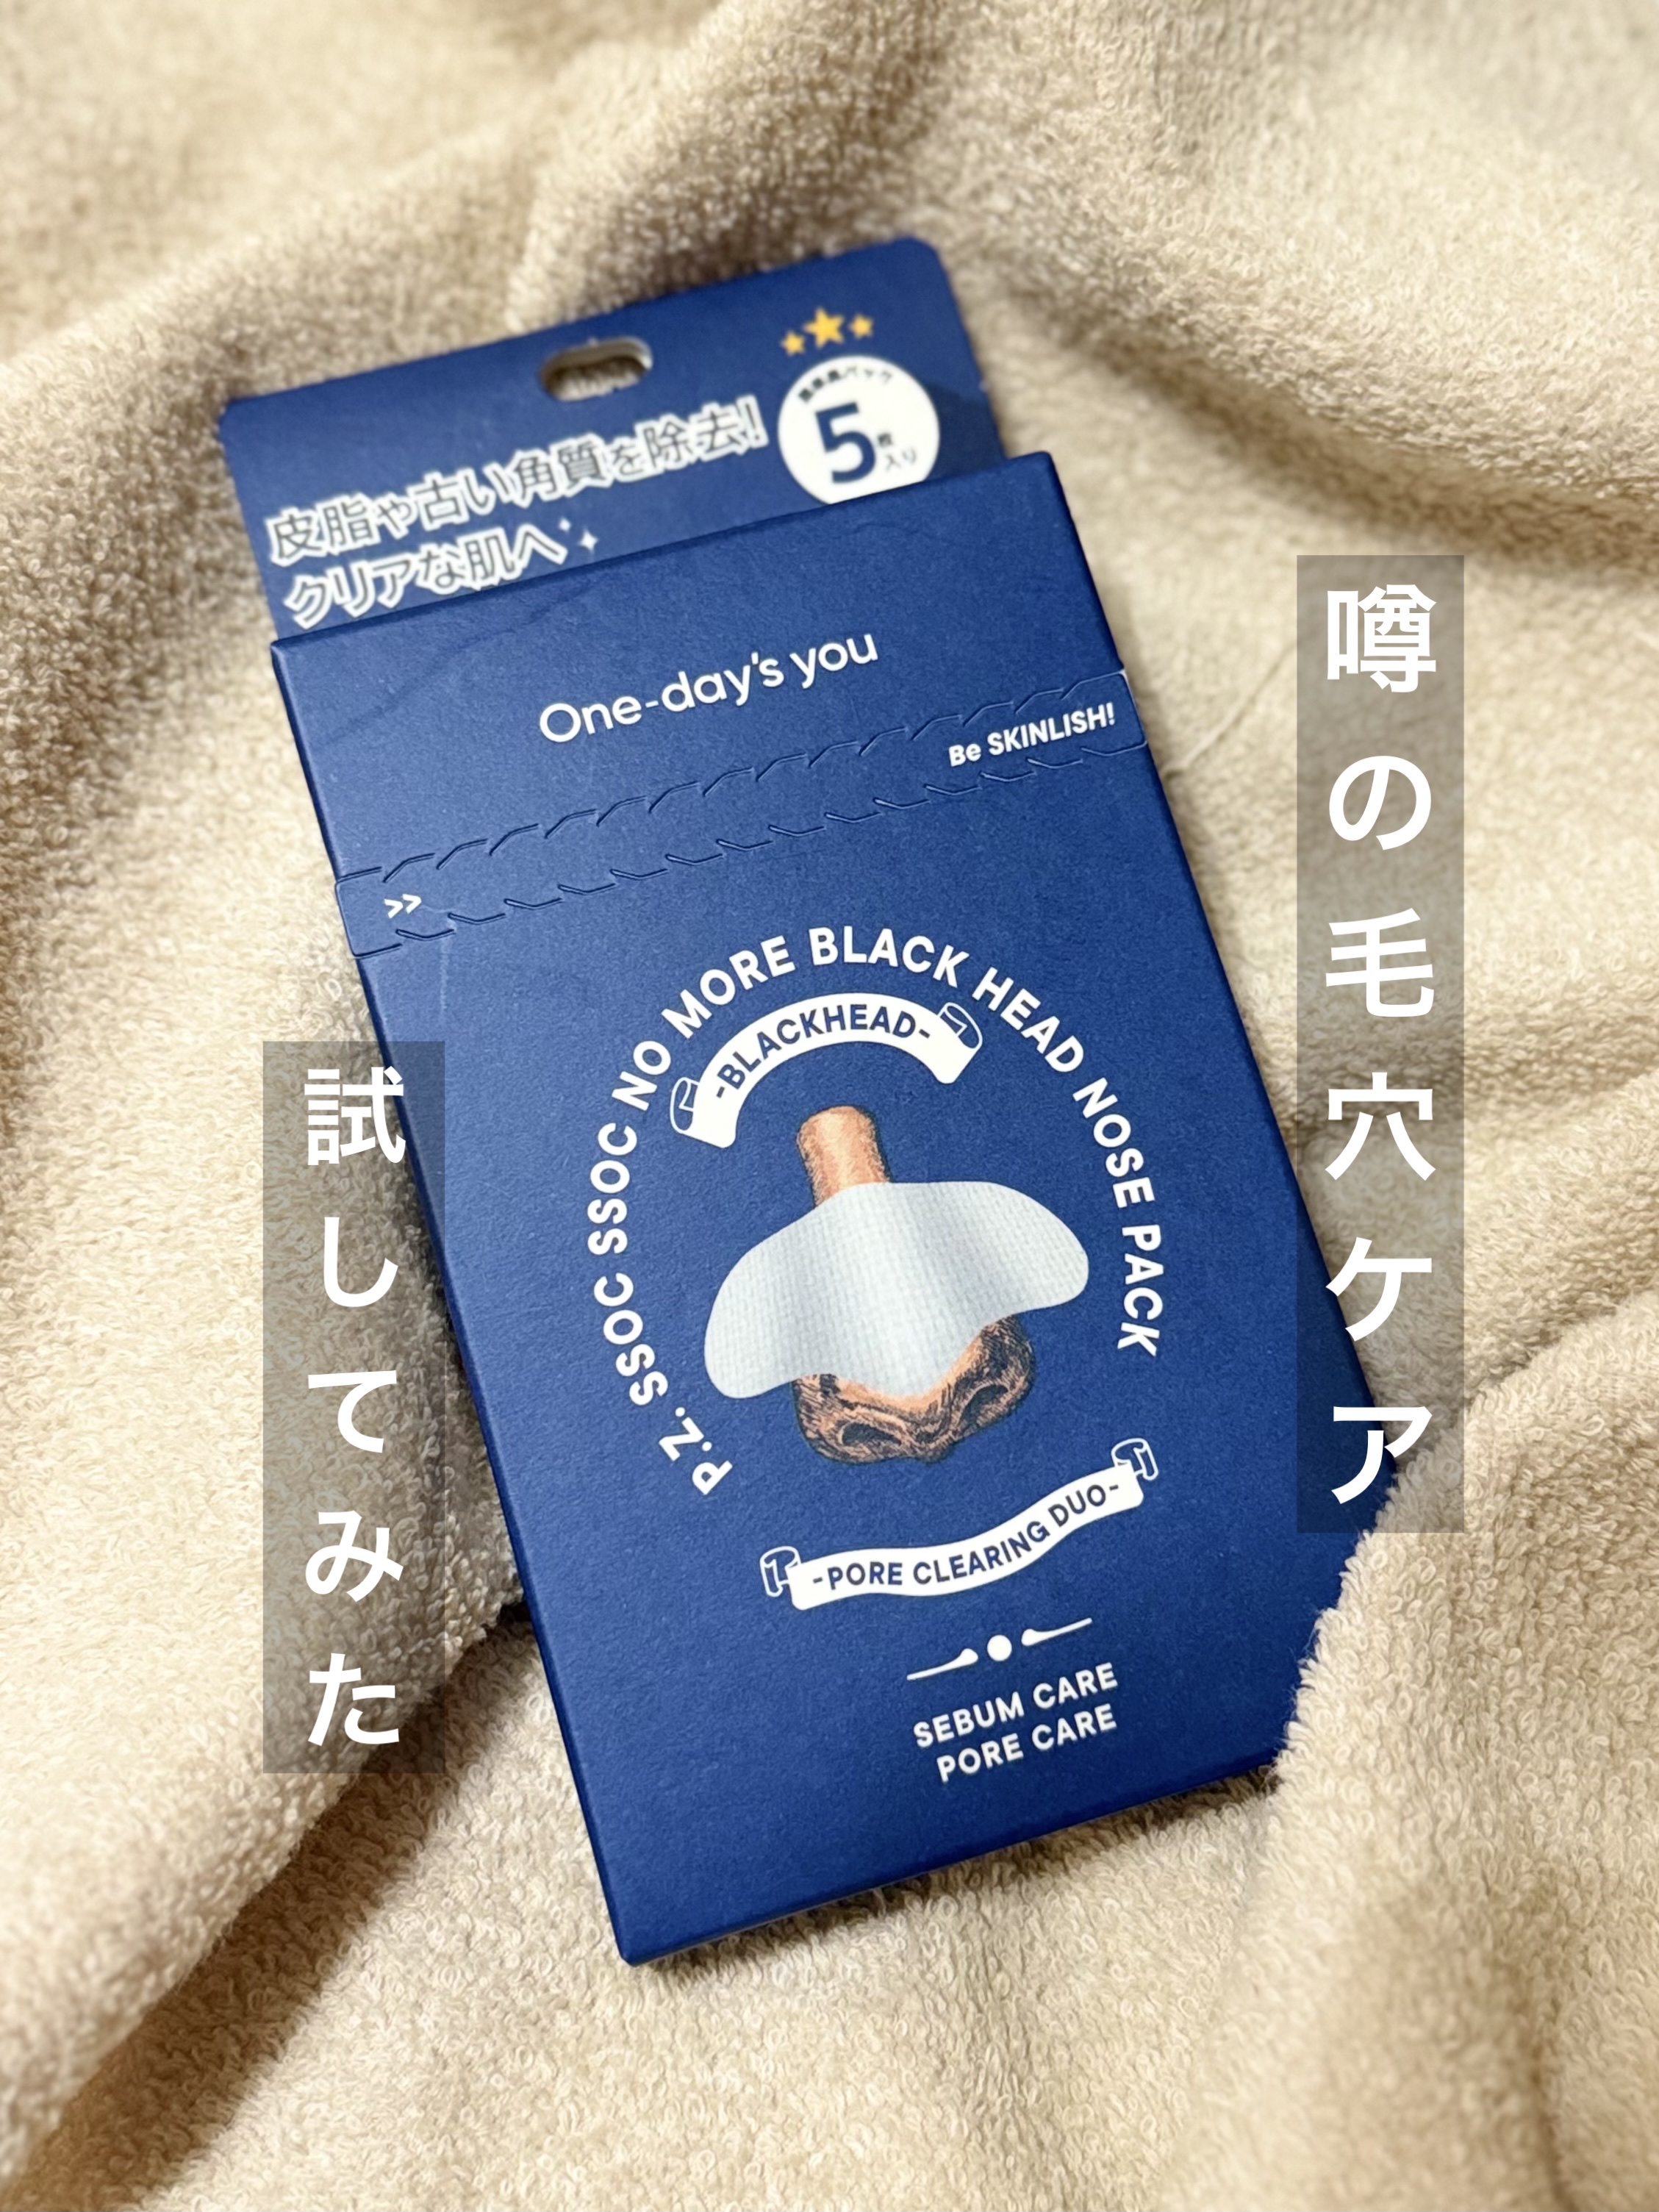 噂の毛穴ケア
試してみた
皮脂や古い角質を除去!
クリアな肌へ
5枚入り
One-day's you
Be SKINLISH!
>>
P.Z. SSOC SSOC NO MORE BLACK HEAD NOSE PACK
-BLACKHEAD-
-PORE CLEARING DUO-
SEBUM CARE
PORE CARE